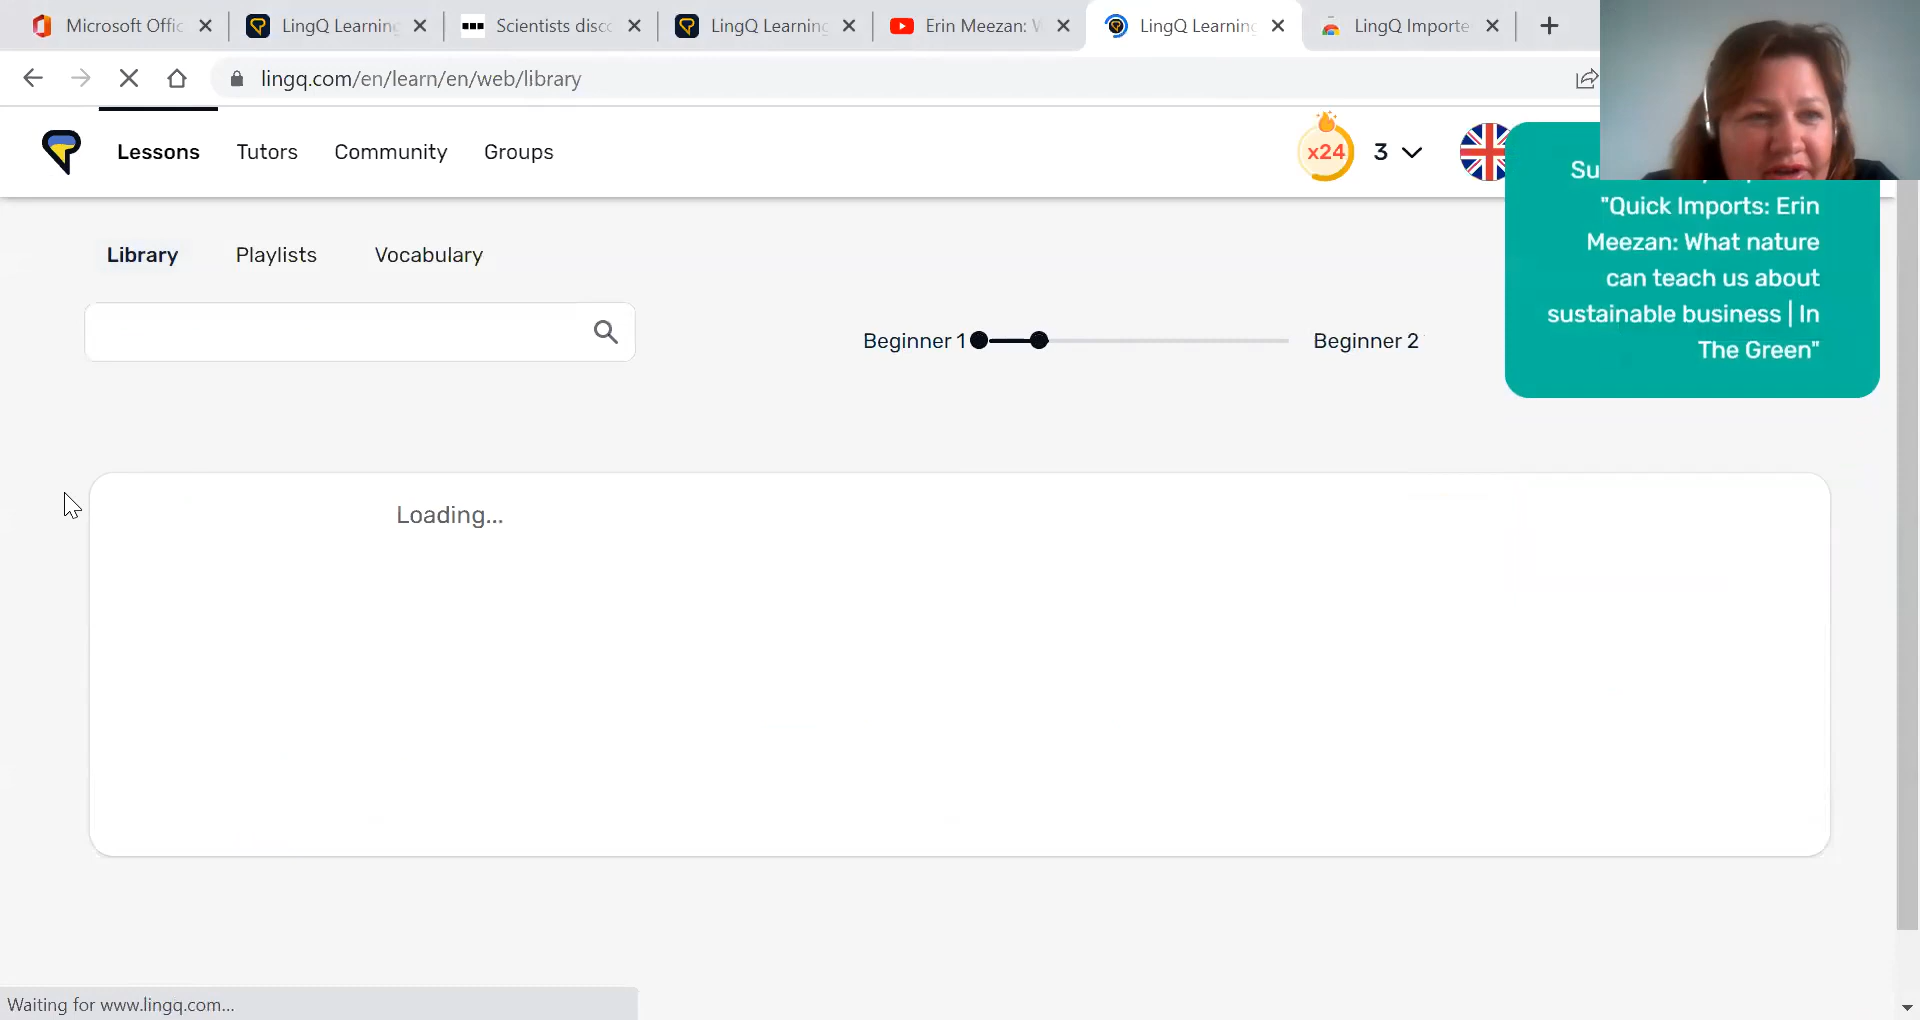 Microsoft Offic
LingQ Learning
Scientists disco
LingQ Learning
Erin Meezan: W
LingQ Learning
LingQ Importe
lingq.com/en/learn/en/web/library
Lessons
Tutors
Community
Groups
x24
3
Su
"Quick Imports: Erin
Meezan: What nature
can teach us about
sustainable business | In
The Green"
Library
Playlists
Vocabulary
Beginner 1
Beginner 2
Loading...
Waiting for www.lingq.com...